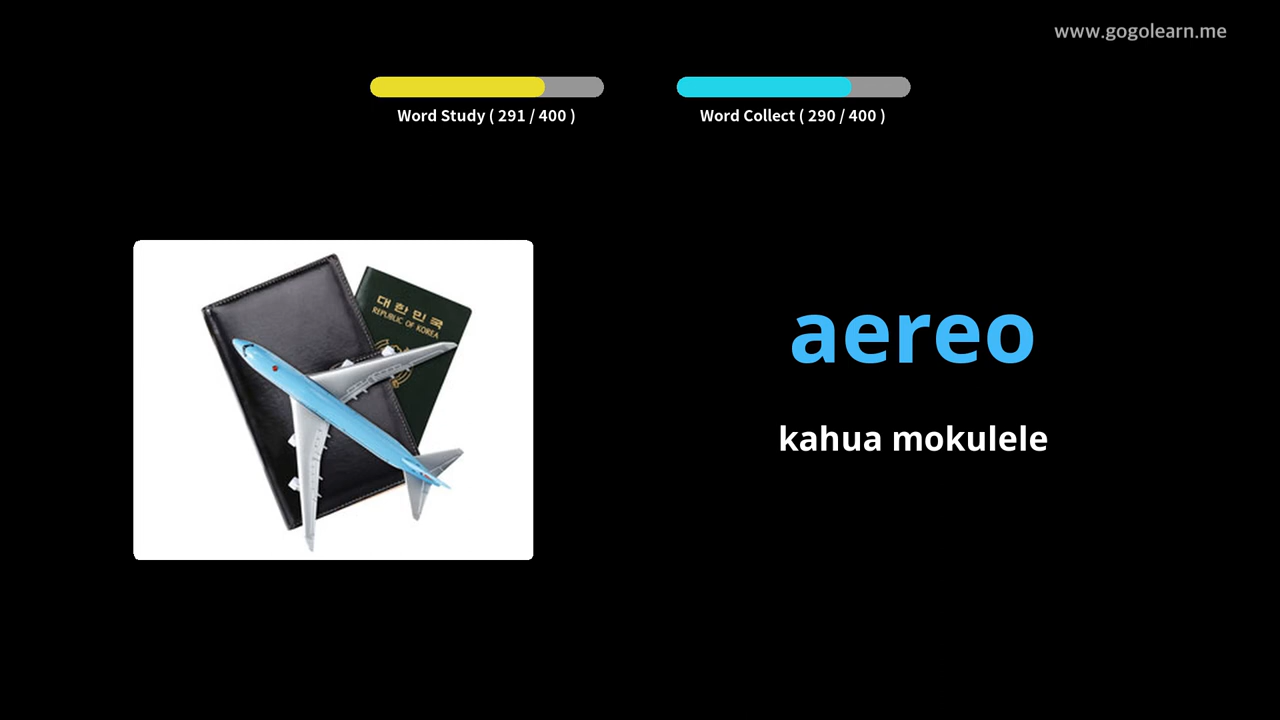 www.gogolearn.me
Word Study ( 291 / 400 )
Word Collect ( 290 / 400 )
대한민국
REPUBLIC OF KOREA
aereo
kahua mokulele